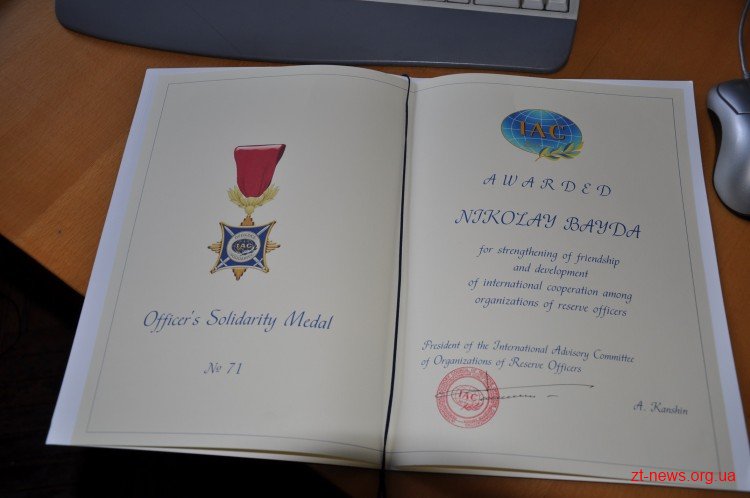 IAC
Officer's Solidarity Medal
№ 71
IAC
AWARDED
NIKOLAY BAYDA
for strengthening of friendship
and development
of international cooperation among
organizations of reserve officers
President of the International Advisory Committee
of Organizations of Reserve Officers
IAC
A. Kanshin
zt-news.org.ua